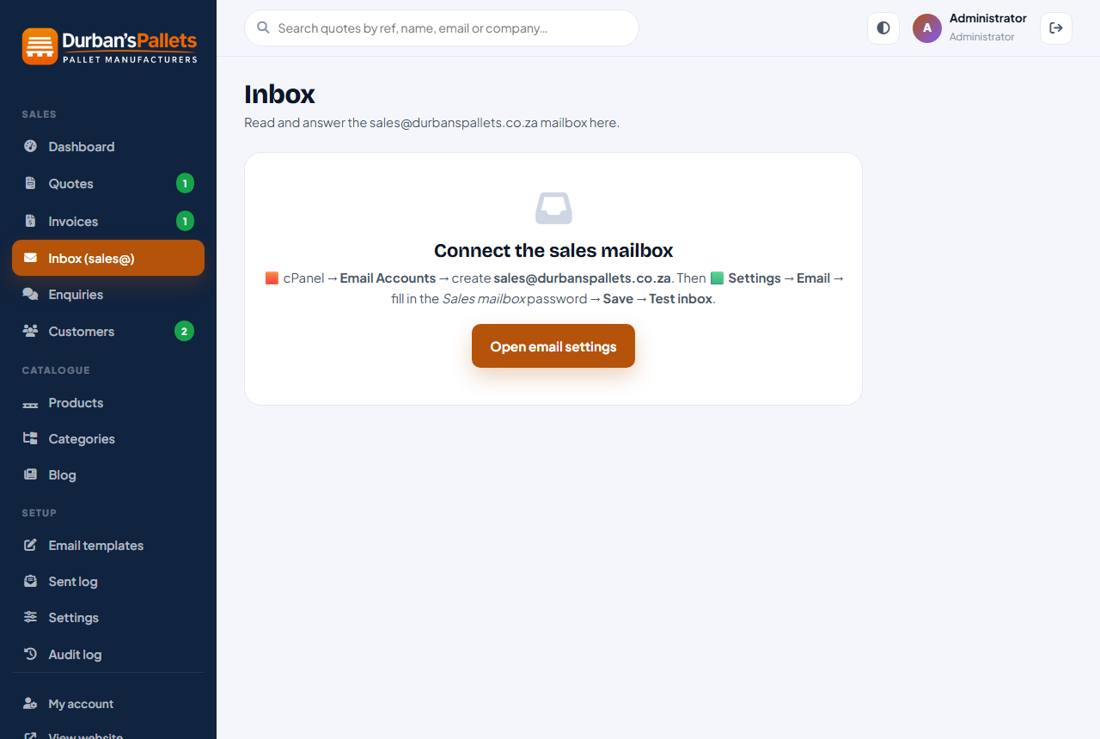 Durban'sPallets
PALLET MANUFACTURERS
SALES
Dashboard
Quotes 1
Invoices 1
Inbox (sales@)
Enquiries
Customers 2
CATALOGUE
Products
Categories
Blog
SETUP
Email templates
Sent log
Settings
Audit log
My account
View website
Search quotes by ref, name, email or company...
A
Administrator
Administrator
Inbox
Read and answer the sales@durbanspallets.co.za mailbox here.
Connect the sales mailbox
cPanel → Email Accounts → create sales@durbanspallets.co.za. Then Settings → Email →
fill in the Sales mailbox password → Save → Test inbox.
Open email settings